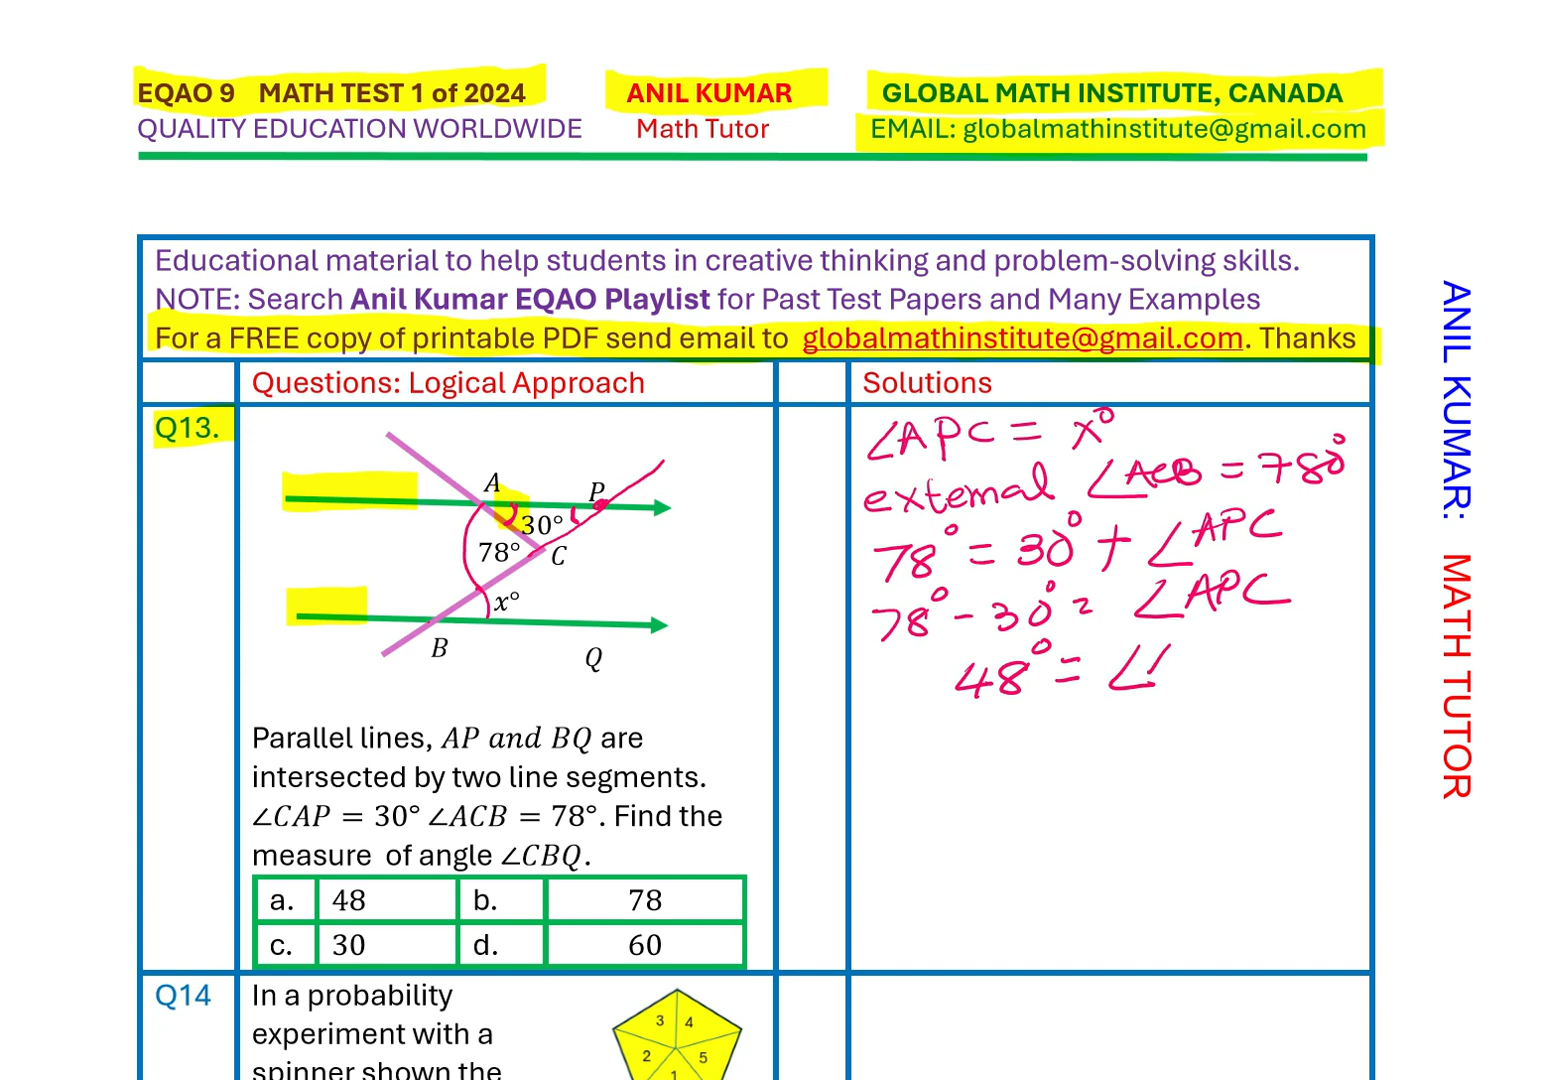 EQAO 9 MATH TEST 1 of 2024 ANIL KUMAR GLOBAL MATH INSTITUTE, CANADA
QUALITY EDUCATION WORLDWIDE Math Tutor EMAIL: globalmathinstitute@gmail.com
Educational material to help students in creative thinking and problem-solving skills.
NOTE: Search Anil Kumar EQAO Playlist for Past Test Papers and Many Examples
For a FREE copy of printable PDF send email to globalmathinstitute@gmail.com. Thanks
Questions: Logical Approach Solutions
Q13.
A
P
30°
78°
C
x°
B
Q
Parallel lines, AP and BQ are
intersected by two line segments.
∠CAP = 30° ∠ACB = 78°. Find the
measure of angle ∠CBQ.
a. 48 b. 78
c. 30 d. 60
∠APC = x°
external ∠ACB = 78°
78° = 30° + ∠APC
78° - 30° = ∠APC
48° = ∠
Q14 In a probability
experiment with a
spinner shown the
3 4
2 5
1
ANIL KUMAR: MATH TUTOR